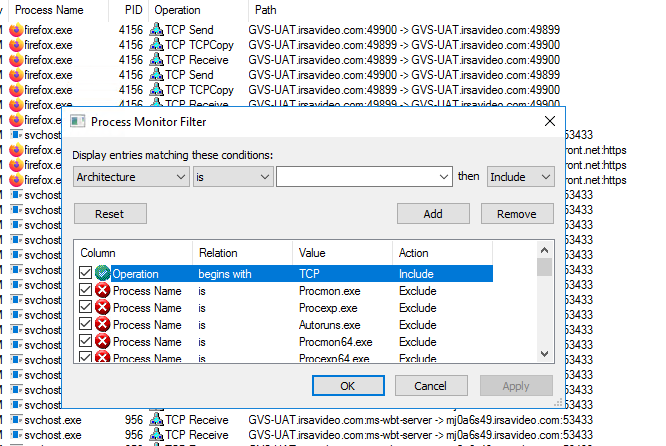 y Process Name PID Operation Path
firefox.exe 4156 TCP Send GVS-UAT.irsavideo.com:49900 -> GVS-UAT.irsavideo.com:49899
firefox.exe 4156 TCP TCPCopy GVS-UAT.irsavideo.com:49899 -> GVS-UAT.irsavideo.com:49900
firefox.exe 4156 TCP Receive GVS-UAT.irsavideo.com:49899 -> GVS-UAT.irsavideo.com:49900
firefox.exe 4156 TCP Send GVS-UAT.irsavideo.com:49900 -> GVS-UAT.irsavideo.com:49899
firefox.exe 4156 TCP TCPCopy GVS-UAT.irsavideo.com:49899 -> GVS-UAT.irsavideo.com:49900
firefox.exe 4156 TCP Receive GVS-UAT.irsavideo.com:49899 -> GVS-UAT.irsavideo.com:49900
firefox.e
svchost 53433
firefox.e ront.net:https
firefox.e ront.net:https
firefox.e ront.net:https
svchost 53433
svchost 53433
svchost 53433
svchost 53433
svchost 53433
svchost 53433
svchost 53433
svchost 53433
svchost 53433
svchost 53433
svchost 53433
svchost 53433
svchost 53433
svchost 53433
Process Monitor Filter
Display entries matching these conditions:
Architecture is then Include
Reset Add Remove
Column Relation Value Action
Operation begins with TCP Include
Process Name is Procmon.exe Exclude
Process Name is Procexp.exe Exclude
Process Name is Autoruns.exe Exclude
Process Name is Procmon64.exe Exclude
Process Name is Procexp64.exe Exclude
OK Cancel Apply
svchost.exe 956 TCP Receive GVS-UAT.irsavideo.com:ms-wbt-server -> mj0a6s49.irsavideo.com:53433
svchost.exe 956 TCP Receive GVS-UAT.irsavideo.com:ms-wbt-server -> mj0a6s49.irsavideo.com:53433